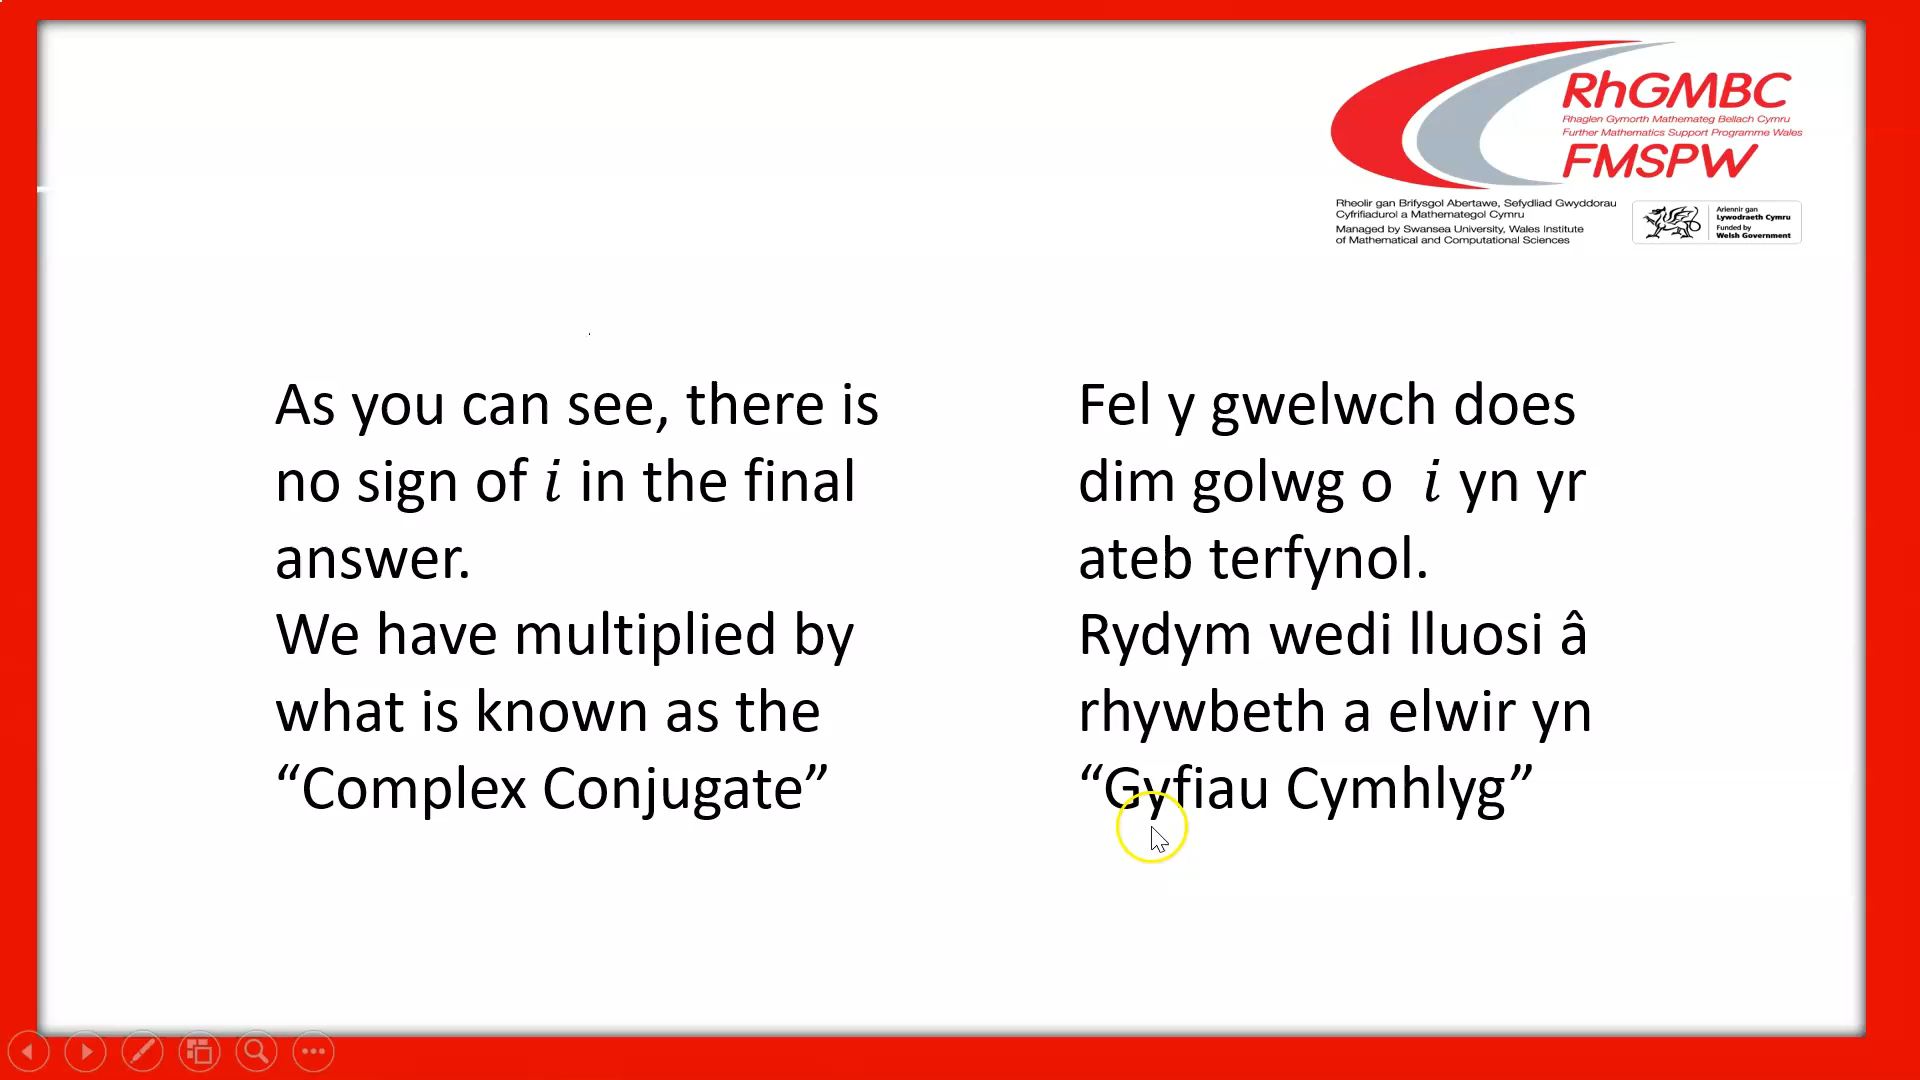 RhGMBC
Rhaglen Gymorth Mathemateg Bellach Cymru
Further Mathematics Support Programme Wales
FMSPW
Rheolir gan Brifysgol Abertawe, Sefydliad Gwyddorau
Cyfrifiadurol a Mathemategol Cymru
Managed by Swansea University, Wales Institute
of Mathematical and Computational Sciences
Ariennir gan
Lywodraeth Cymru
Funded by
Welsh Government
As you can see, there is
no sign of i in the final
answer.
We have multiplied by
what is known as the
“Complex Conjugate”
Fel y gwelwch does
dim golwg o i yn yr
ateb terfynol.
Rydym wedi lluosi â
rhywbeth a elwir yn
“Gyfiau Cymhlyg”